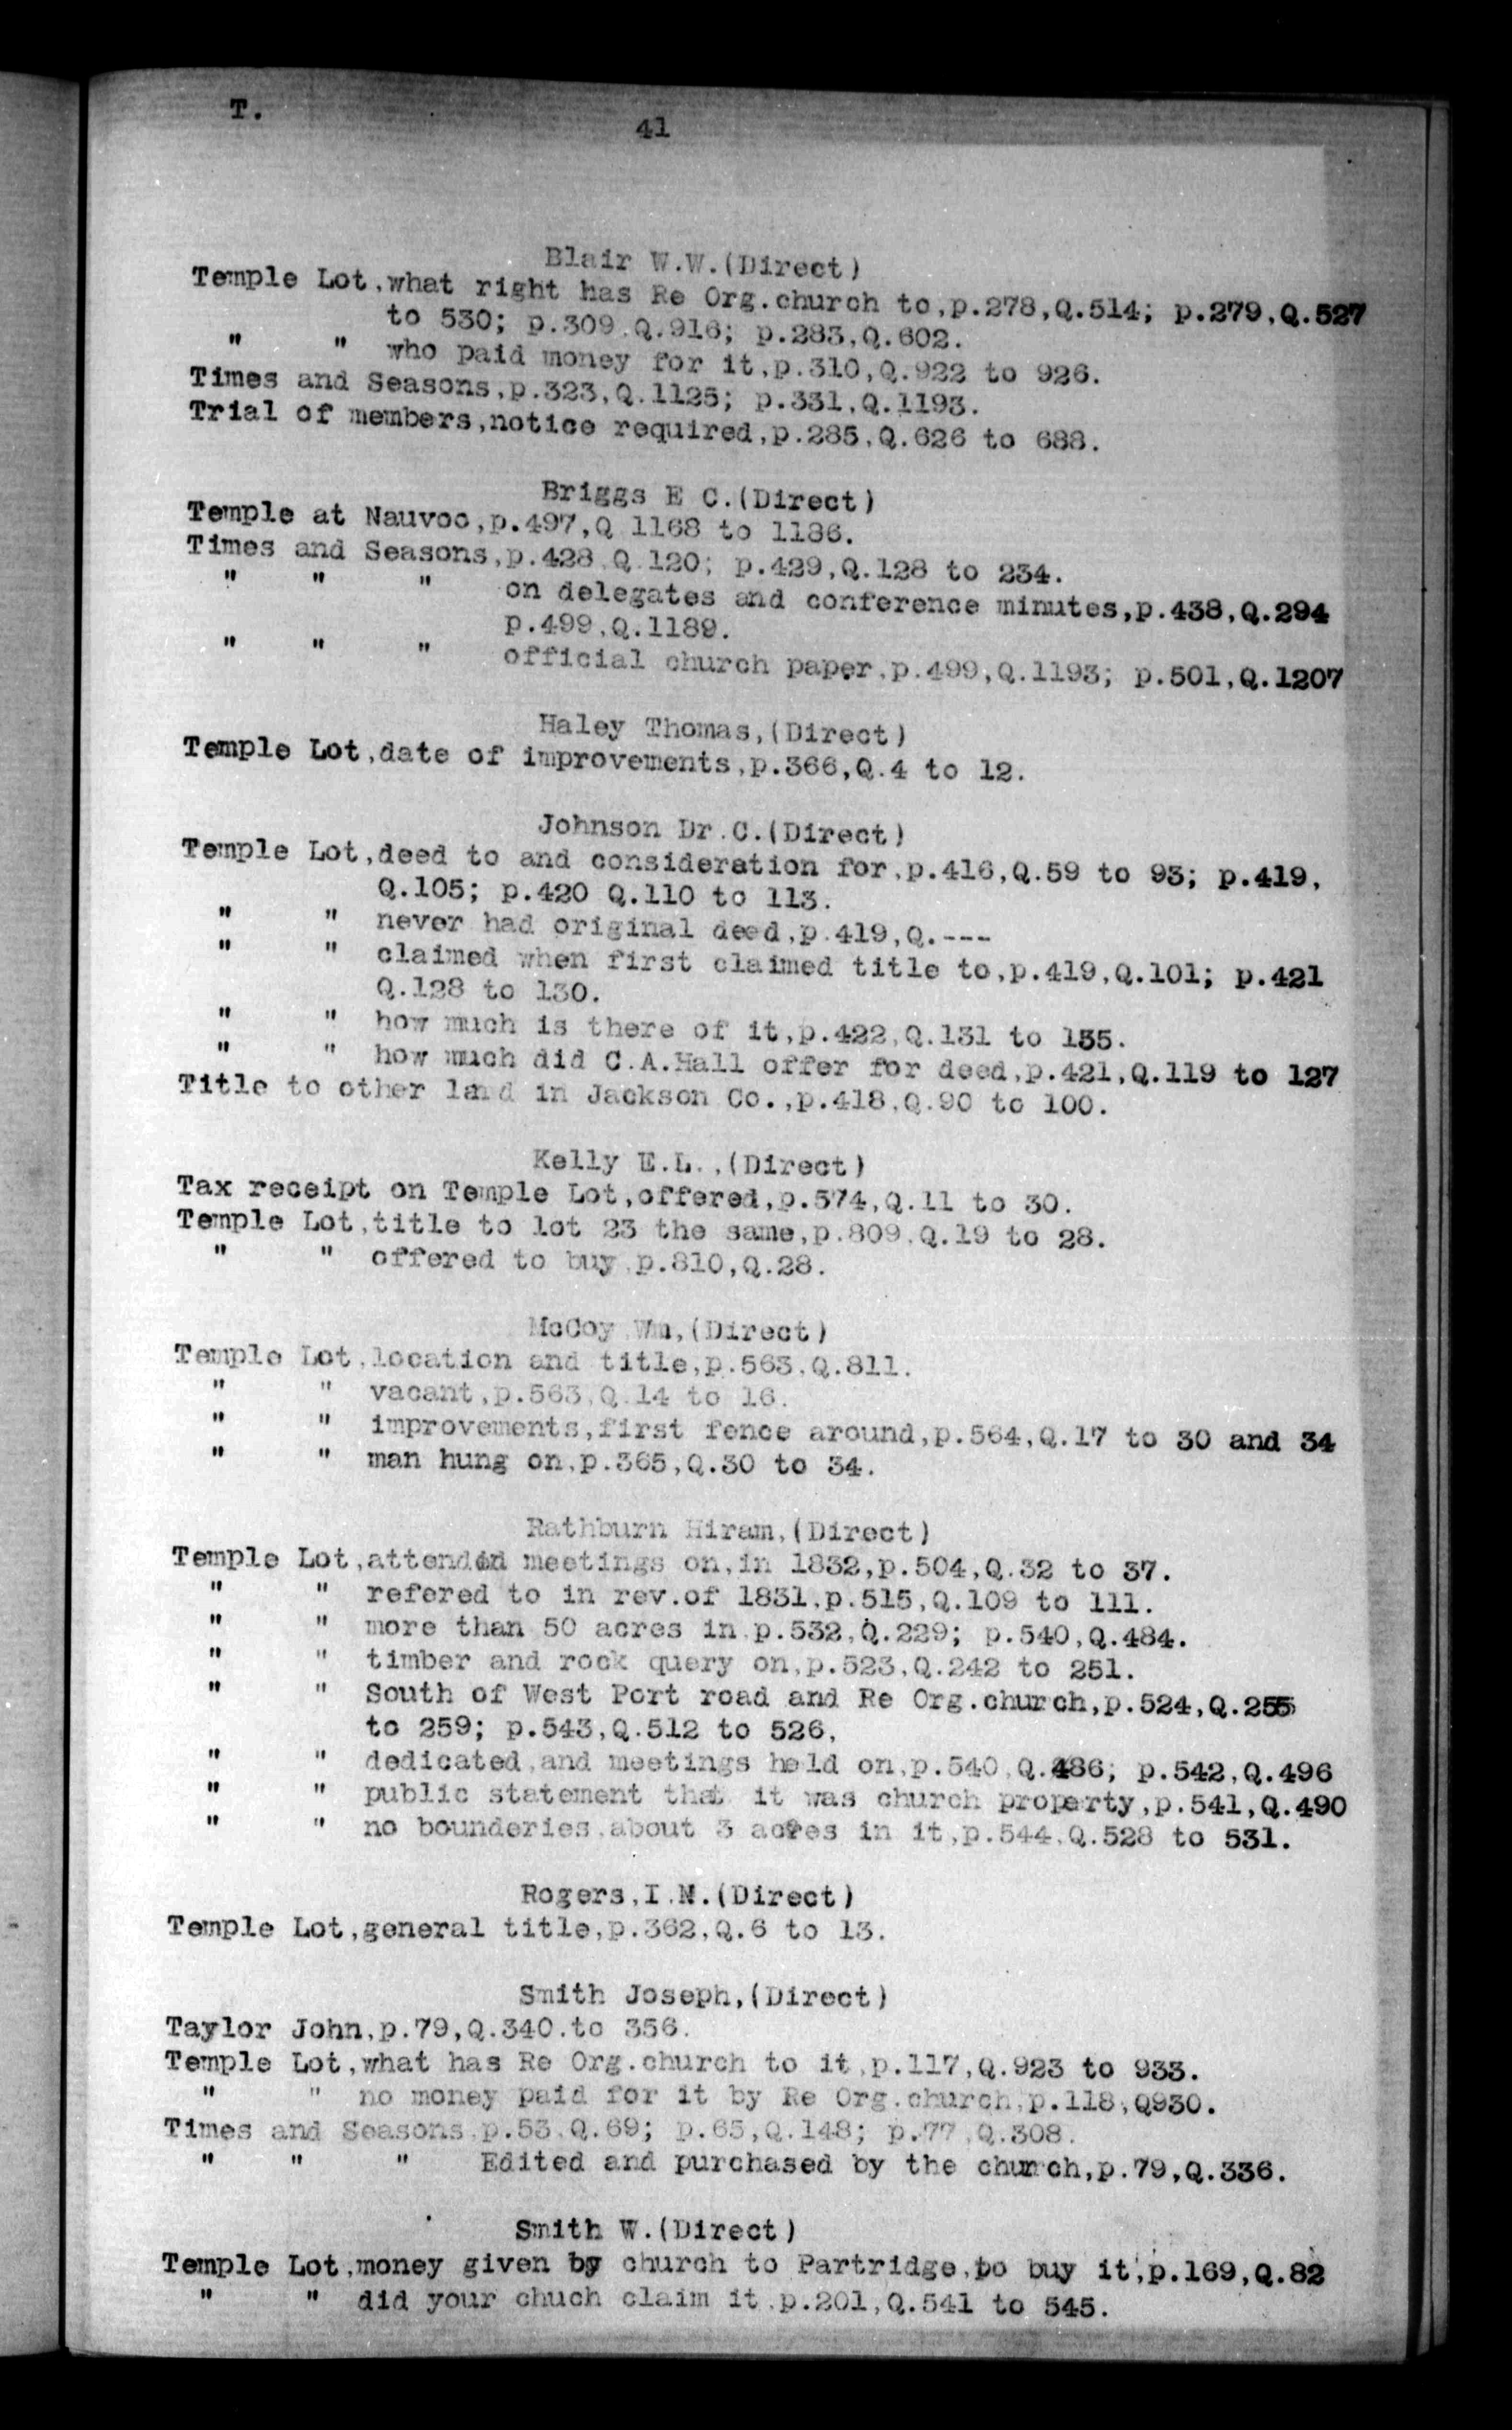 T.
41
Blair W.W.(Direct)
Temple Lot,what right has Re Org.church to,p.278,Q.514; p.279,Q.527
to 530; p.309,Q.916; p.283,Q.602.
" " who paid money for it,p.310,Q.922 to 926.
Times and Seasons,p.323,Q.1125; p.331,Q.1193.
Trial of members,notice required,p.285,Q.626 to 688.
Briggs E C.(Direct)
Temple at Nauvoo,p.497,Q 1168 to 1186.
Times and Seasons,p.428,Q.120; p.429,Q.128 to 234.
" " " on delegates and conference minutes,p.438,Q.294
p.499,Q.1189.
" " " official church paper,p.499,Q.1193; p.501,Q.1207
Haley Thomas,(Direct)
Temple Lot,date of improvements,p.366,Q.4 to 12.
Johnson Dr.C.(Direct)
Temple Lot,deed to and consideration for,p.416,Q.59 to 93; p.419,
Q.105; p.420 Q.110 to 113.
" " never had original deed,p.419,Q.---
" " claimed when first claimed title to,p.419,Q.101; p.421
Q.128 to 130.
" " how much is there of it,p.422,Q.131 to 135.
" " how much did C.A.Hall offer for deed,p.421,Q.119 to 127
Title to other land in Jackson Co.,p.418,Q.90 to 100.
Kelly E.L.,(Direct)
Tax receipt on Temple Lot,offered,p.574,Q.11 to 30.
Temple Lot,title to lot 23 the same,p.809,Q.19 to 28.
" " offered to buy,p.810,Q.28.
McCoy Wm,(Direct)
Temple Lot,location and title,p.563,Q.811.
" " vacant,p.563,Q.14 to 16.
" " improvements,first fence around,p.564,Q.17 to 30 and 34
" " man hung on,p.365,Q.30 to 34.
Rathburn Hiram,(Direct)
Temple Lot,attended meetings on,in 1832,p.504,Q.32 to 37.
" " refered to in rev.of 1831,p.515,Q.109 to 111.
" " more than 50 acres in,p.532,Q.229; p.540,Q.484.
" " timber and rock query on,p.523,Q.242 to 251.
" " South of West Port road and Re Org.church,p.524,Q.255
to 259; p.543,Q.512 to 526,
" " dedicated,and meetings held on,p.540,Q.486; p.542,Q.496
" " public statement that it was church property,p.541,Q.490
" " no bounderies,about 3 acres in it,p.544,Q.528 to 531.
Rogers,I.N.(Direct)
Temple Lot,general title,p.362,Q.6 to 13.
Smith Joseph,(Direct)
Taylor John,p.79,Q.340.to 356.
Temple Lot,what has Re Org.church to it,p.117,Q.923 to 933.
" " no money paid for it by Re Org.church,p.118,Q930.
Times and Seasons,p.53,Q.69; p.65,Q.148; p.77,Q.308.
" " " Edited and purchased by the church,p.79,Q.336.
Smith W.(Direct)
Temple Lot,money given by church to Partridge,to buy it,p.169,Q.82
" " did your chuch claim it,p.201,Q.541 to 545.